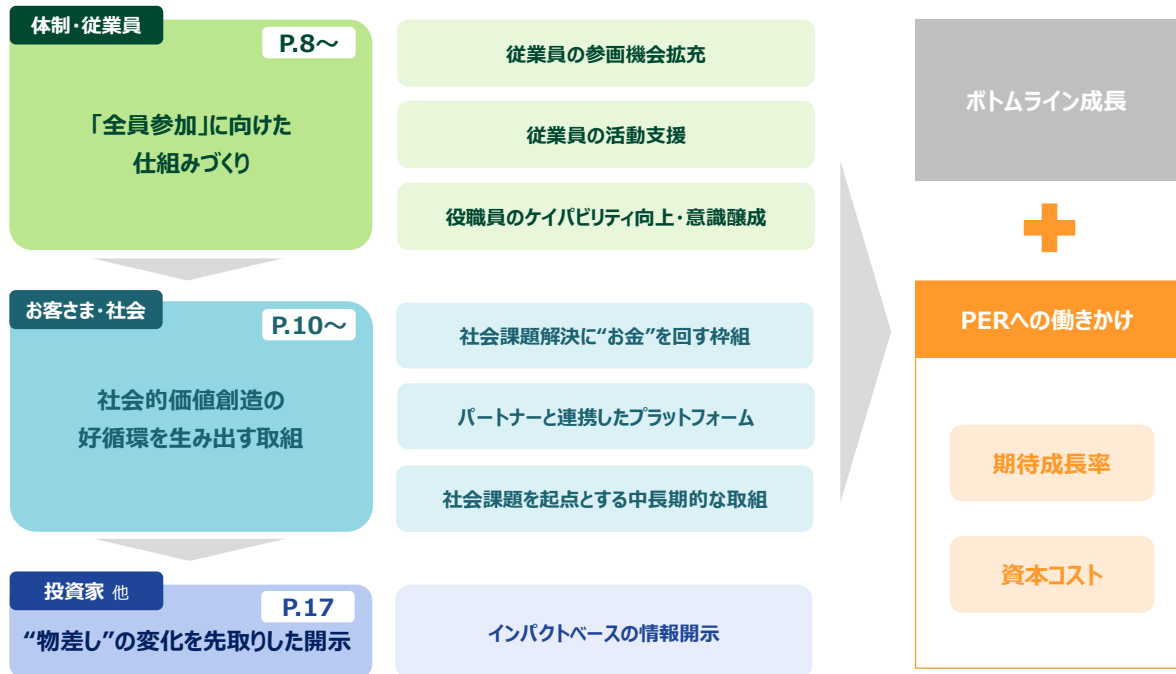 体制・従業員
P.8～
「全員参加」に向けた
仕組みづくり
従業員の参画機会拡充
従業員の活動支援
役職員のケイパビリティ向上・意識醸成
お客さま・社会
P.10～
社会的価値創造の
好循環を生み出す取組
社会課題解決に“お金”を回す枠組
パートナーと連携したプラットフォーム
社会課題を起点とする中長期的な取組
投資家 他
P.17
“物差し”の変化を先取りした開示
インパクトベースの情報開示
ボトムライン成長
PERへの働きかけ
期待成長率
資本コスト